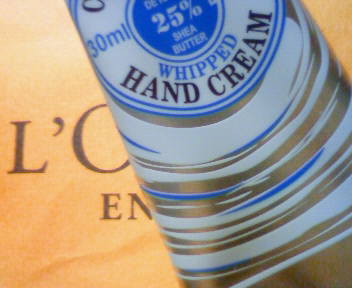 30ml
25%
SHEA
BUTTER
WHIPPED
HAND CREAM
L'O
EN